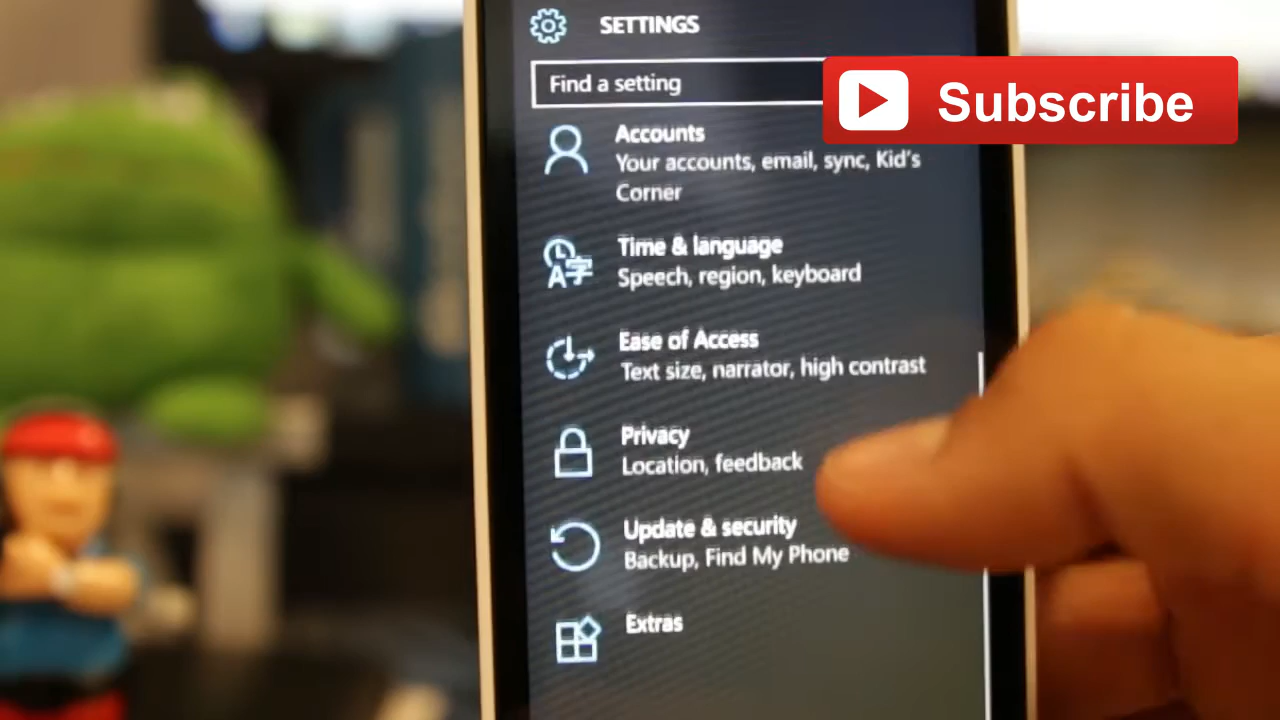 SETTINGS
Find a setting
Subscribe
Accounts
Your accounts, email, sync, Kid's
Corner
Time & language
Speech, region, keyboard
Ease of Access
Text size, narrator, high contrast
Privacy
Location, feedback
Update & security
Backup, Find My Phone
Extras